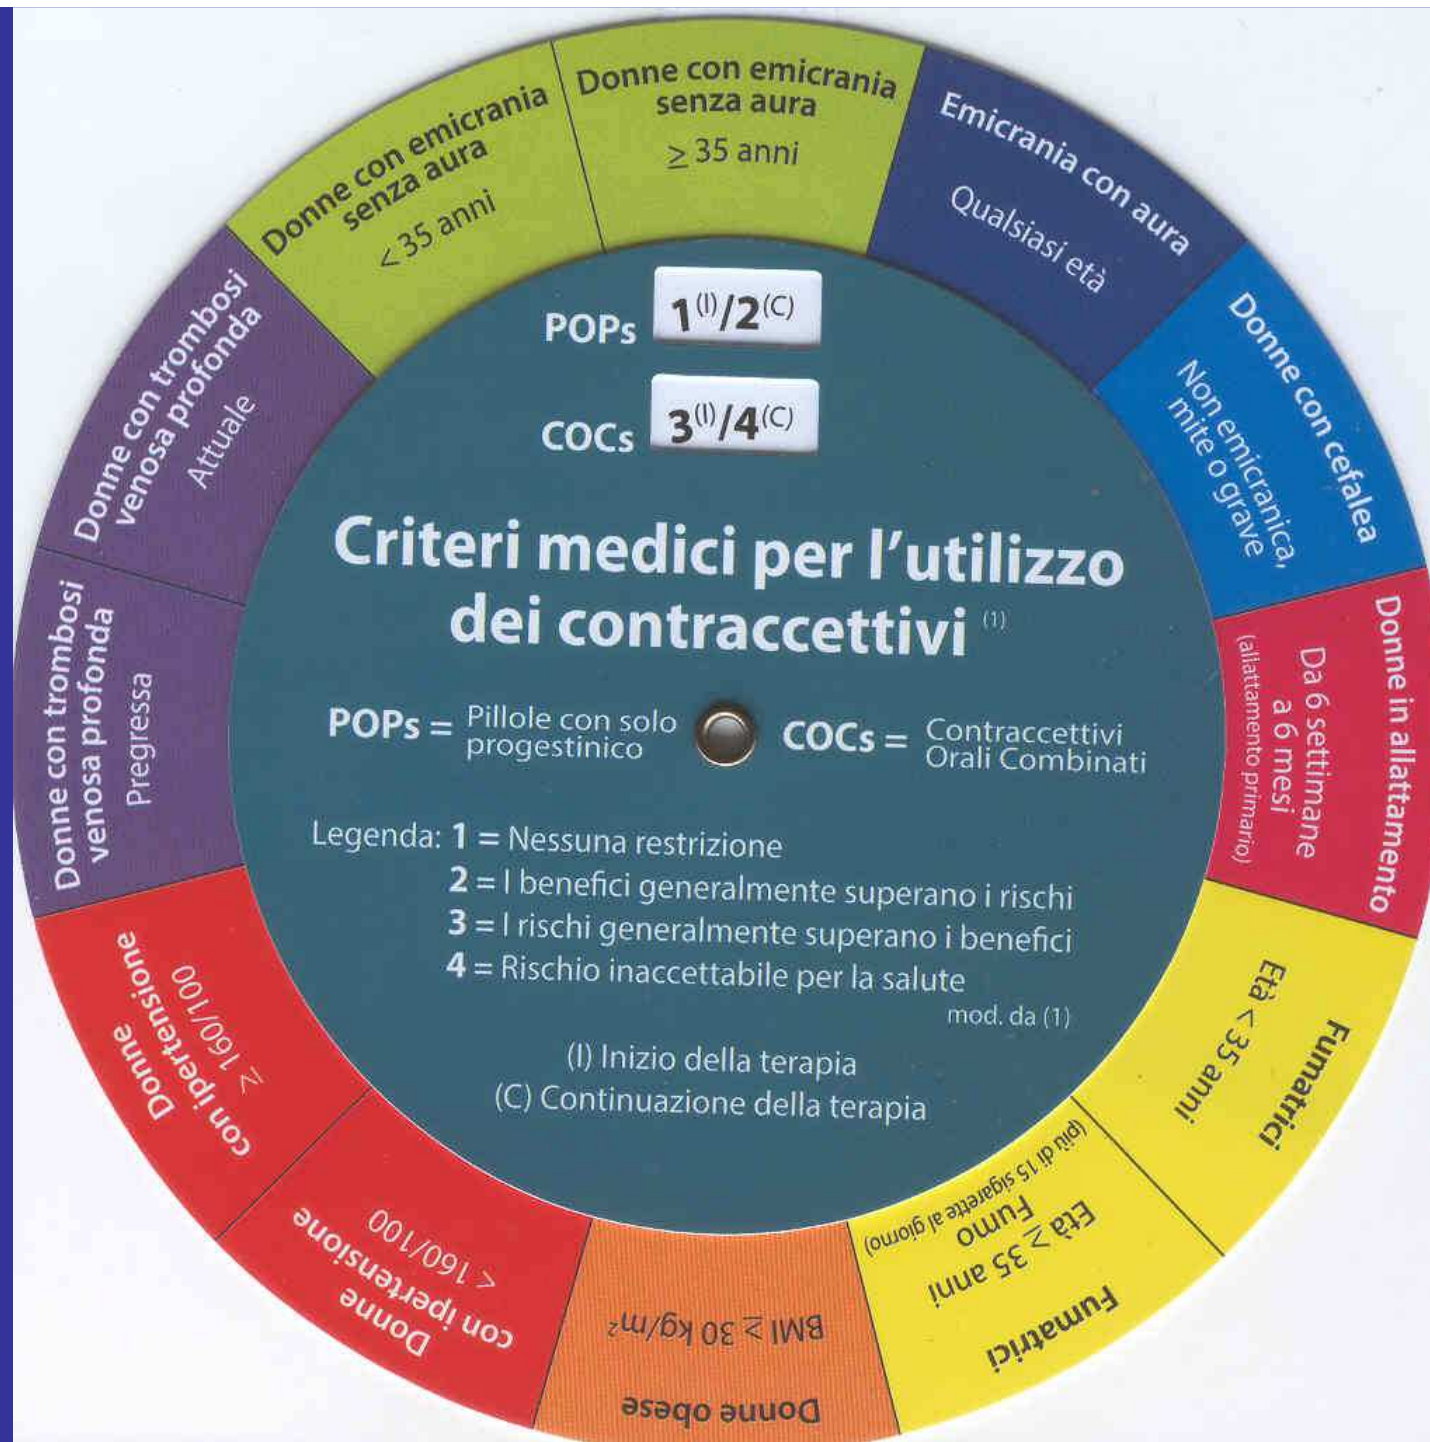 Donne con emicrania
senza aura
≥ 35 anni
Emicrania con aura
Qualsiasi età
Donne con cefalea
Non emicranica,
mite o grave
Donne in allattamento
Da 6 settimane
a 6 mesi
(allattamento primario)
Fumatrici
Età < 35 anni
Fumatrici
Età ≥ 35 anni
Fumo
(più di 15 sigarette al giorno)
Donne obese
BMI ≥ 30 kg/m²
Donne
con ipertensione
< 160/100
Donne
con ipertensione
≥ 160/100
Donne con trombosi
venosa profonda
Pregressa
Donne con trombosi
venosa profonda
Attuale
Donne con emicrania
senza aura
< 35 anni
POPs 1(I)/2(C)
COCs 3(I)/4(C)
Criteri medici per l'utilizzo
dei contraccettivi (1)
POPs = Pillole con solo
progestinico
COCs = Contraccettivi
Orali Combinati
Legenda: 1 = Nessuna restrizione
2 = I benefici generalmente superano i rischi
3 = I rischi generalmente superano i benefici
4 = Rischio inaccettabile per la salute
mod. da (1)
(I) Inizio della terapia
(C) Continuazione della terapia